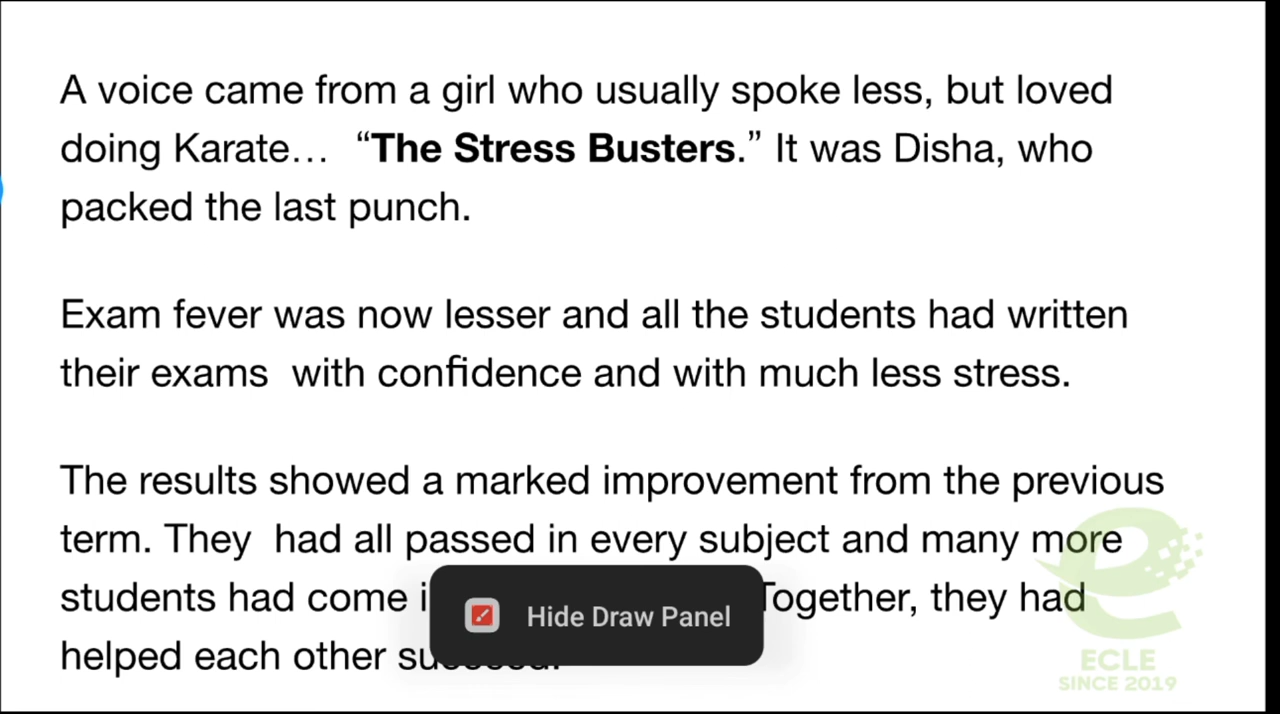 A voice came from a girl who usually spoke less, but loved
doing Karate… “The Stress Busters.” It was Disha, who
packed the last punch.
Exam fever was now lesser and all the students had written
their exams with confidence and with much less stress.
The results showed a marked improvement from the previous
term. They had all passed in every subject and many more
students had come Together, they had
helped each other
Hide Draw Panel
ECLE
SINCE 2019